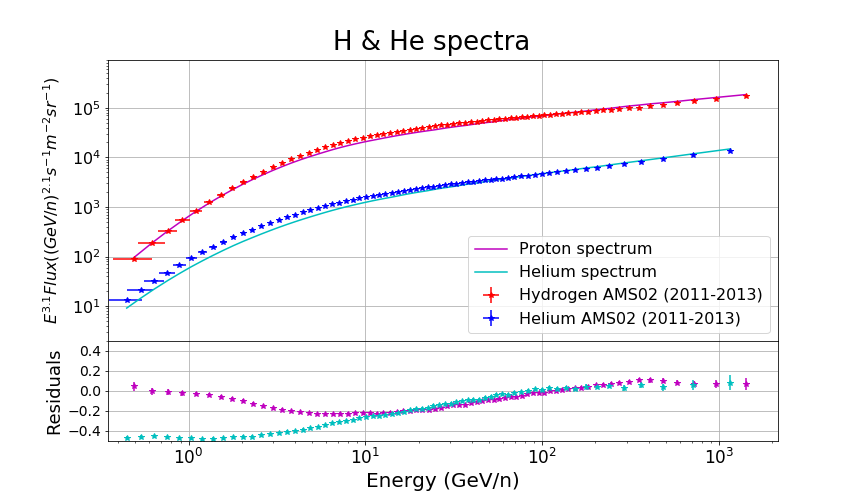 H & He spectra
E^{3.1}Flux((GeV/n)^{2.1}s^{-1}m^{-2}sr^{-1})
10^5
10^4
10^3
10^2
10^1
Proton spectrum
Helium spectrum
Hydrogen AMS02 (2011-2013)
Helium AMS02 (2011-2013)
Residuals
0.4
0.2
0.0
−0.2
−0.4
10^0 10^1 10^2 10^3
Energy (GeV/n)